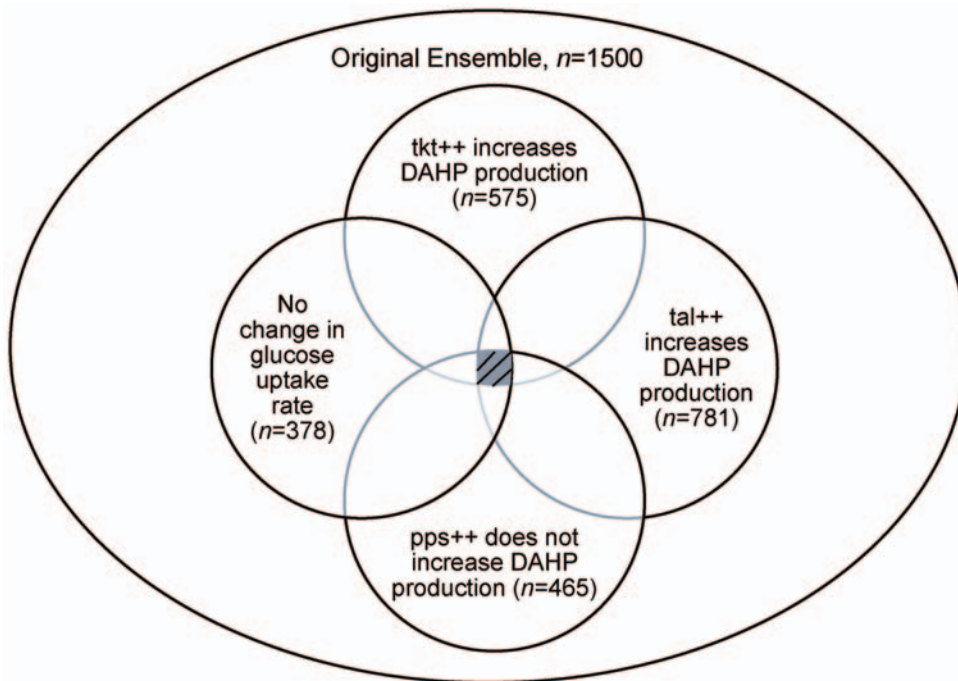 Original Ensemble, n=1500
tkt++ increases
DAHP production
(n=575)
No
change in
glucose
uptake
rate
(n=378)
tal++
increases
DAHP
production
(n=781)
pps++ does not
increase DAHP
production (n=465)